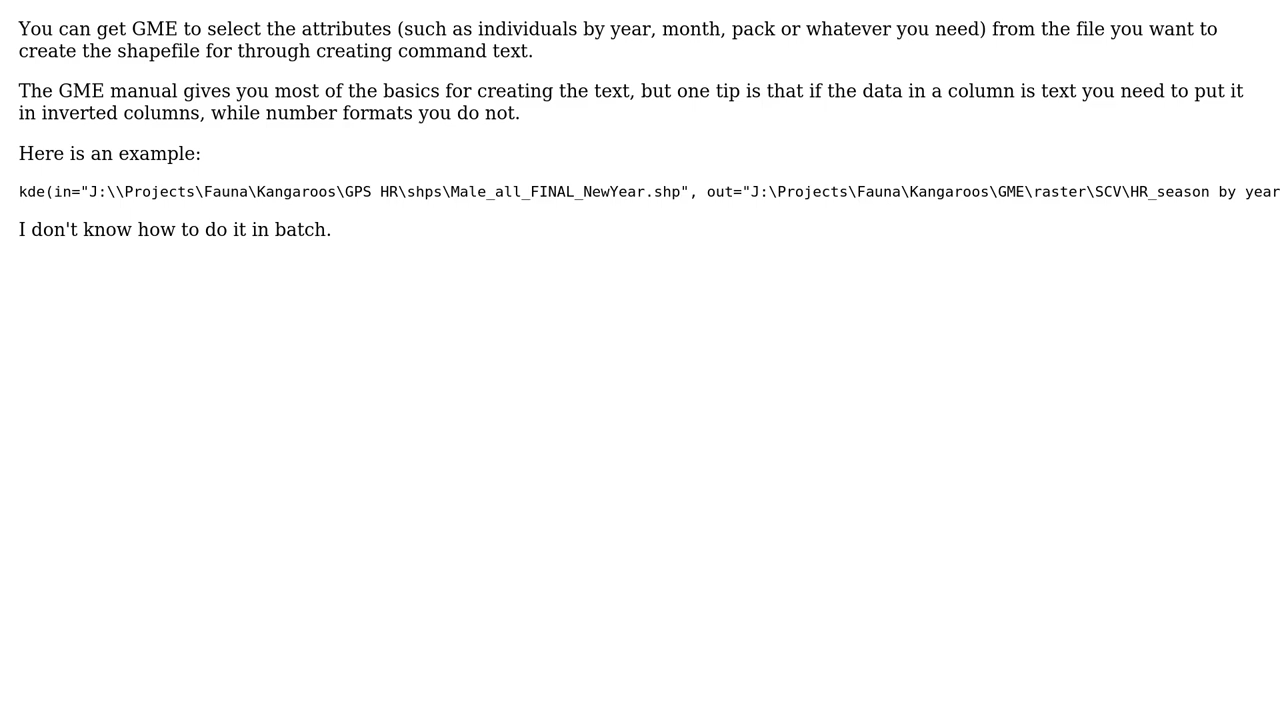 You can get GME to select the attributes (such as individuals by year, month, pack or whatever you need) from the file you want to
create the shapefile for through creating command text.
The GME manual gives you most of the basics for creating the text, but one tip is that if the data in a column is text you need to put it
in inverted columns, while number formats you do not.
Here is an example:
kde(in="J:\\Projects\Fauna\Kangaroos\GPS HR\shps\Male_all_FINAL_NewYear.shp", out="J:\Projects\Fauna\Kangaroos\GME\raster\SCV\HR_season by year
I don't know how to do it in batch.